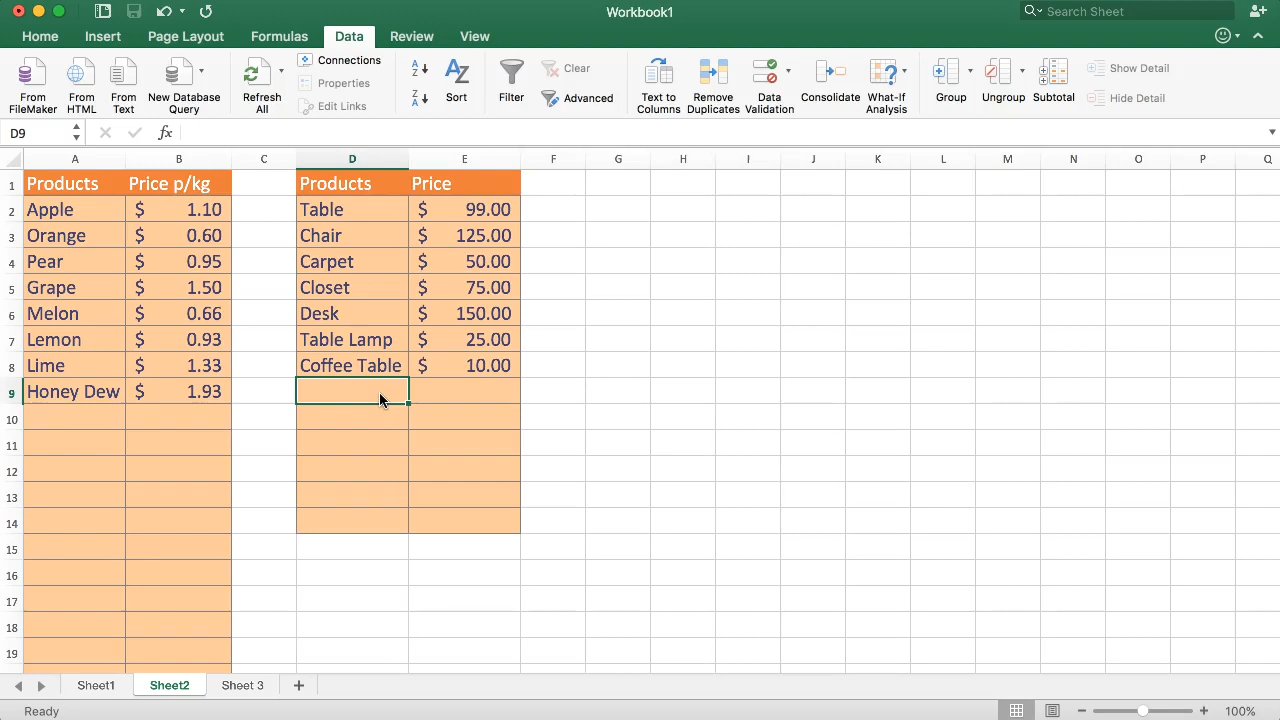 Workbook1
Search Sheet
Home Insert Page Layout Formulas Data Review View
From FileMaker
From HTML
From Text
New Database Query
Refresh All
Connections
Properties
Edit Links
A Z
Z A
A Z
Sort
Filter
Clear
Advanced
Text to Columns
Remove Duplicates
Data Validation
Consolidate
What-If Analysis
Group
Ungroup
Subtotal
Show Detail
Hide Detail
D9 fx
A B C D E F G H I J K L M N O P Q
1 Products Price p/kg Products Price
2 Apple $ 1.10 Table $ 99.00
3 Orange $ 0.60 Chair $ 125.00
4 Pear $ 0.95 Carpet $ 50.00
5 Grape $ 1.50 Closet $ 75.00
6 Melon $ 0.66 Desk $ 150.00
7 Lemon $ 0.93 Table Lamp $ 25.00
8 Lime $ 1.33 Coffee Table $ 10.00
9 Honey Dew $ 1.93
10
11
12
13
14
15
16
17
18
19
Sheet1 Sheet2 Sheet 3 +
Ready 100%